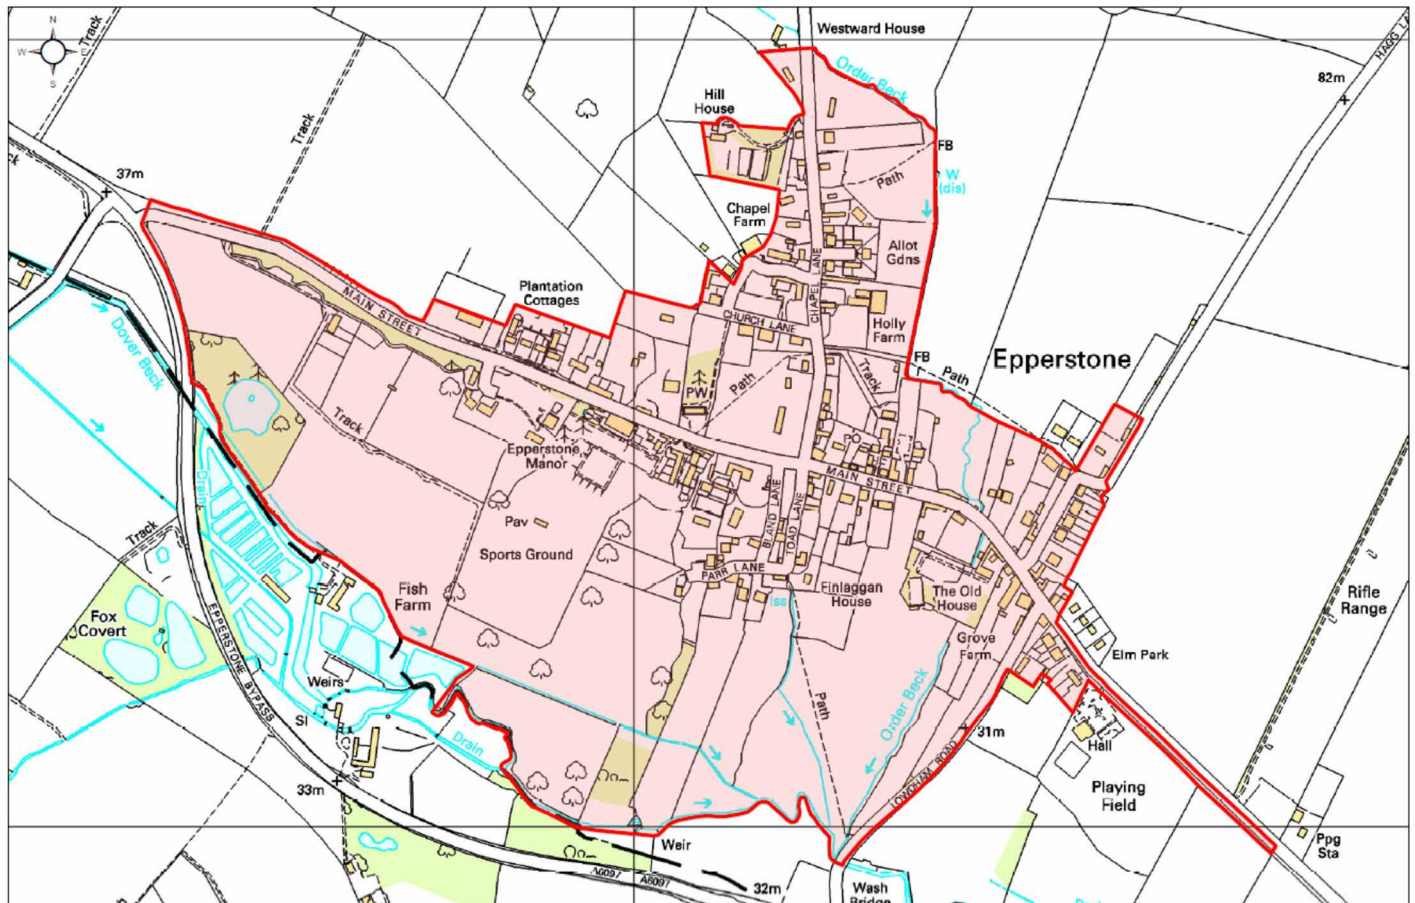 N
W E
S
Track
Westward House
HAGG LA
82m
Order Beck
Hill
House
Track
FB
37m
Path
W
(dis)
Chapel
Farm
Allot
Gdns
CHAPEL LANE
Plantation
Cottages
MAIN STREET
CHURCH LANE
Holly
Farm
Dover Beck
FB
Epperstone
Path
Track
Path
PW
Track
PO
Epperstone
Manor
MAIN STREET
Drain
BLAND LANE
TOAD LANE
Pav
Sports Ground
Track
PARR LANE
Fish
Farm
Finlaggan
House
The Old
House
Rifle
Range
Iss
Fox
Covert
EPPERSTONE BYPASS
Grove
Farm
Elm Park
Weirs
Path
Order Beck
Sl
31m
Hall
Drain
LOWDHAM ROAD
33m
Playing
Field
Weir
Ppg
Sta
A6097
A6097
32m
Wash
Bridge